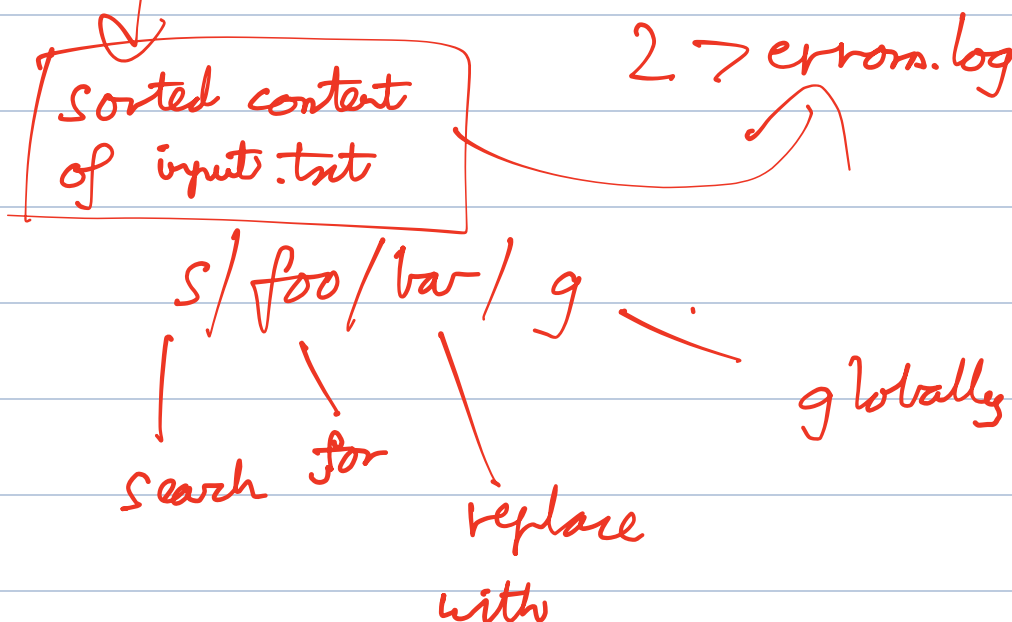 2 > errors.log
sorted content
of input.txt
s/foo/bar/g
globally
for
search
replace
with